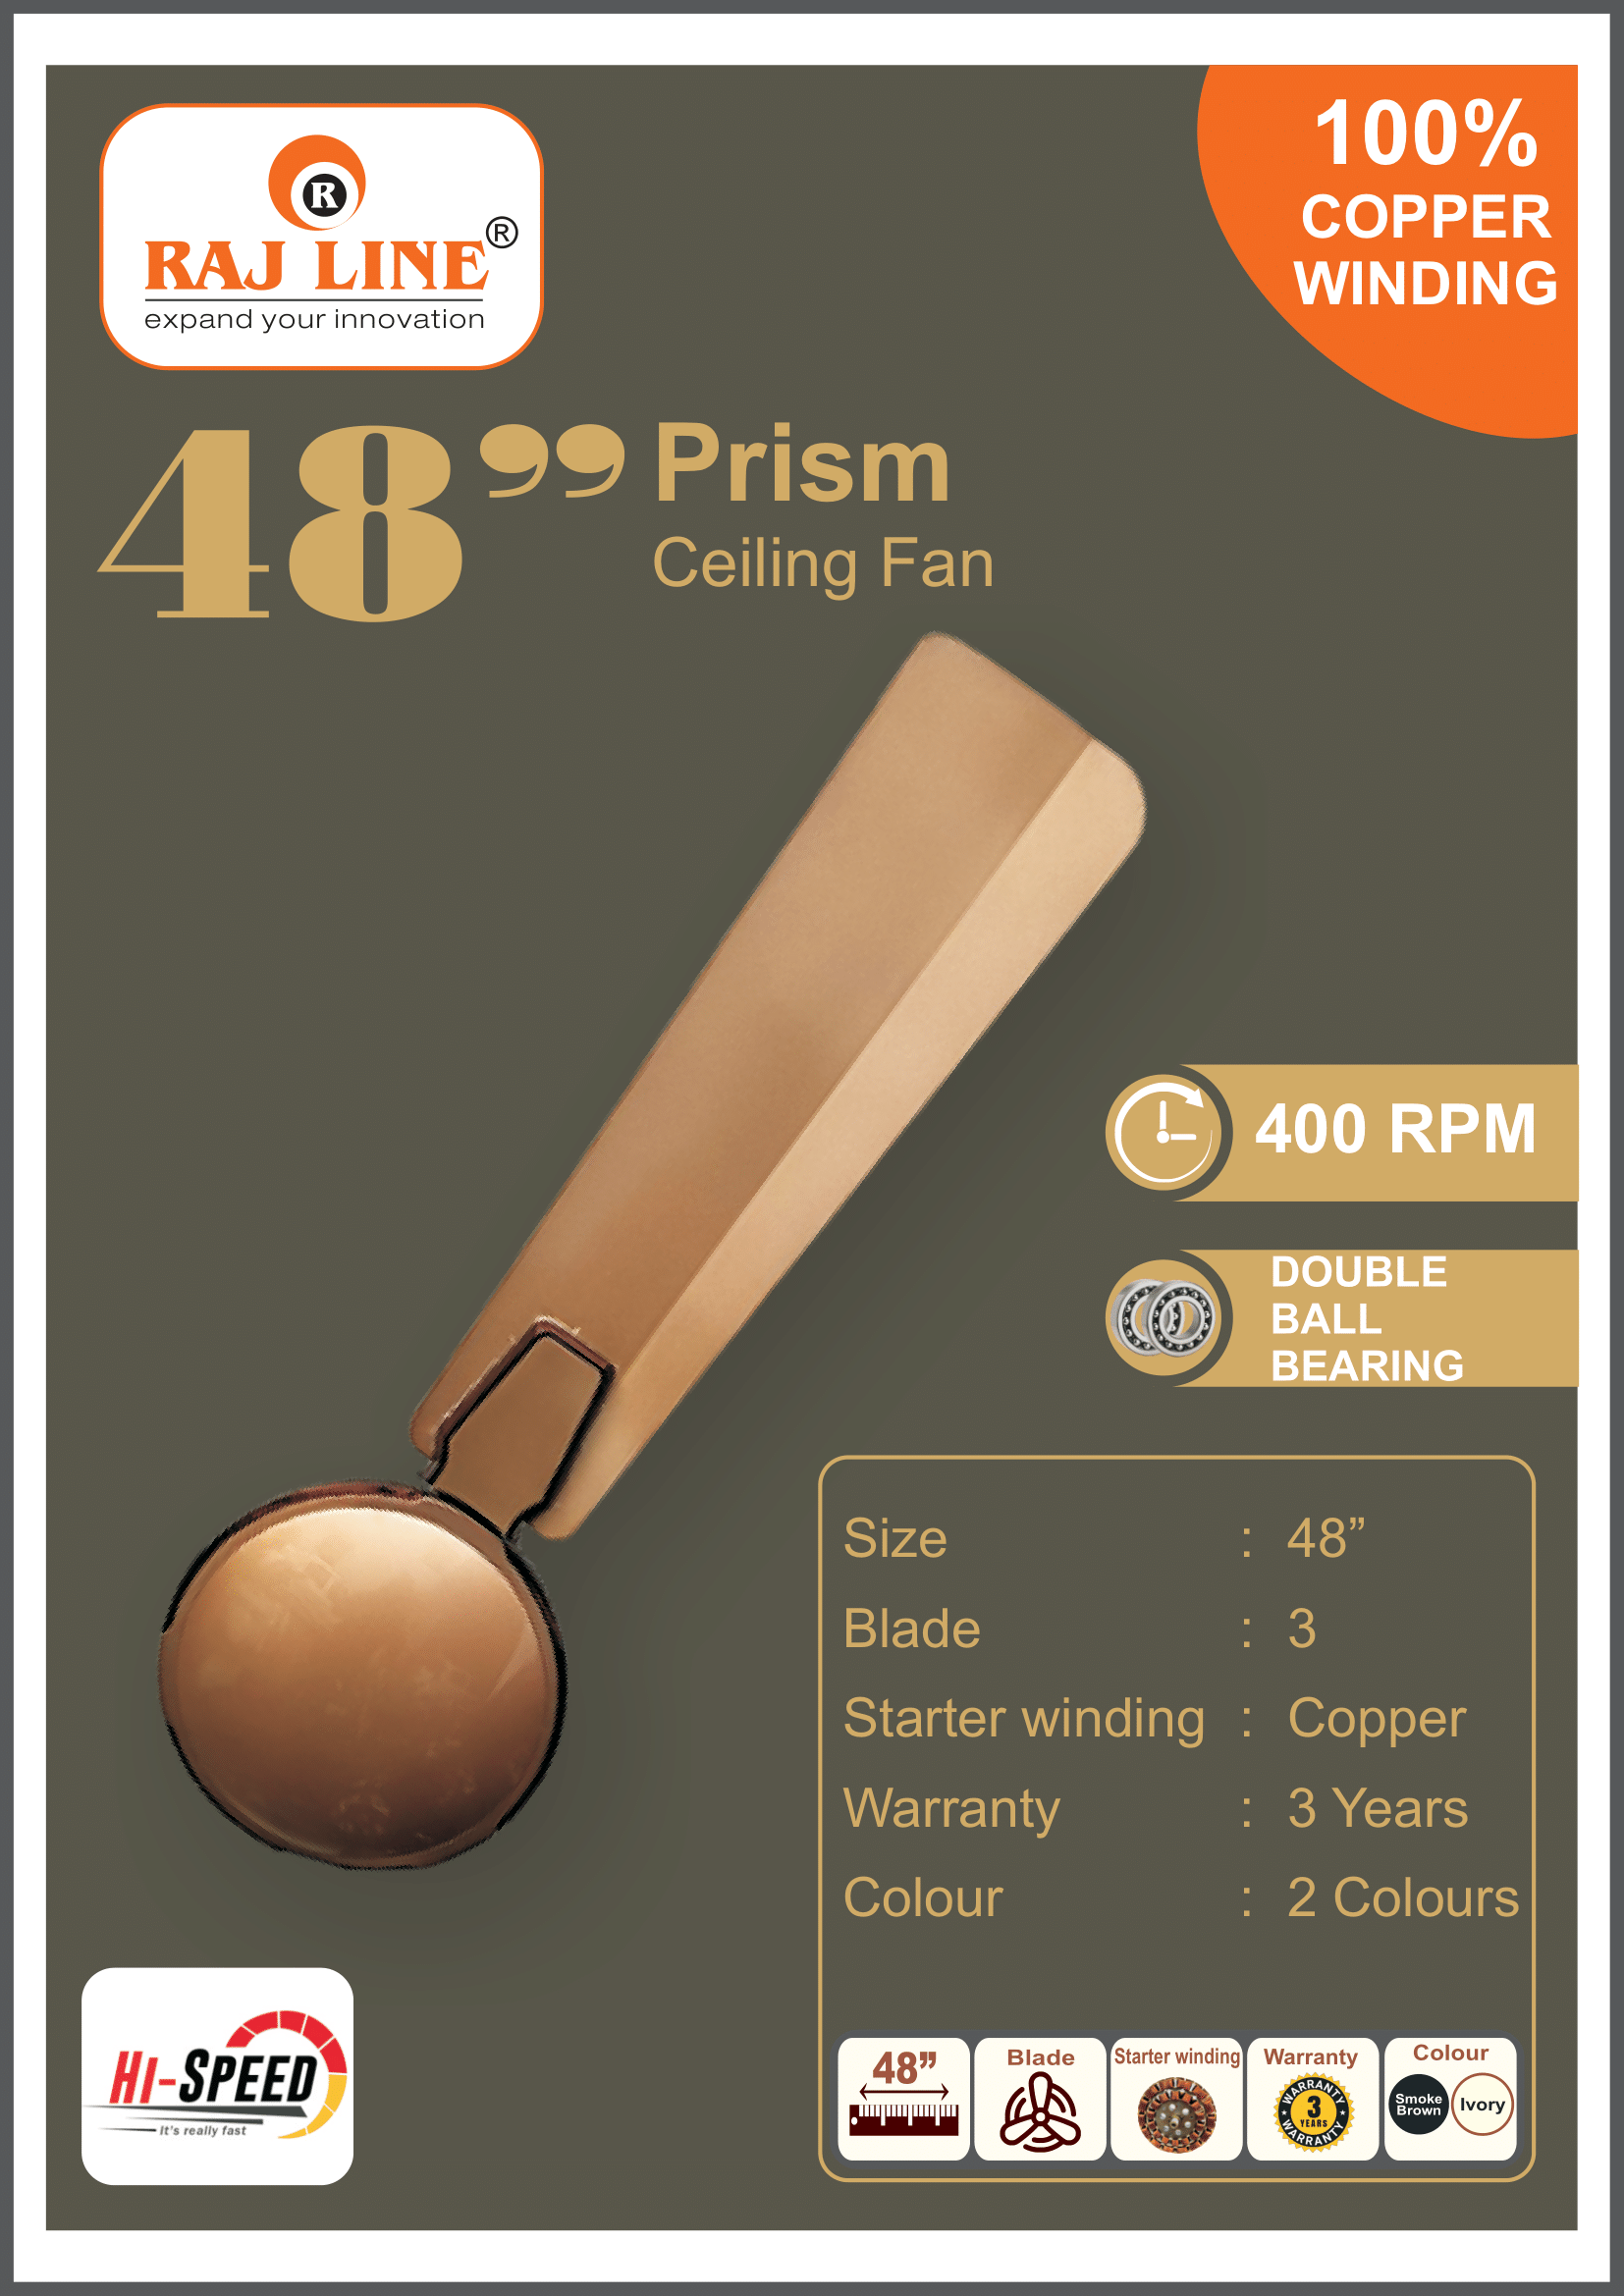 R
RAJ LINE®
expand your innovation
100%
COPPER
WINDING
48” Prism
Ceiling Fan
400 RPM
DOUBLE
BALL
BEARING
Size : 48”
Blade : 3
Starter winding : Copper
Warranty : 3 Years
Colour : 2 Colours
HI-SPEED
It's really fast
48”
Blade
Starter winding
Warranty
WARRANTY
3
YEARS
WARRANTY
Colour
Smoke
Brown
Ivory